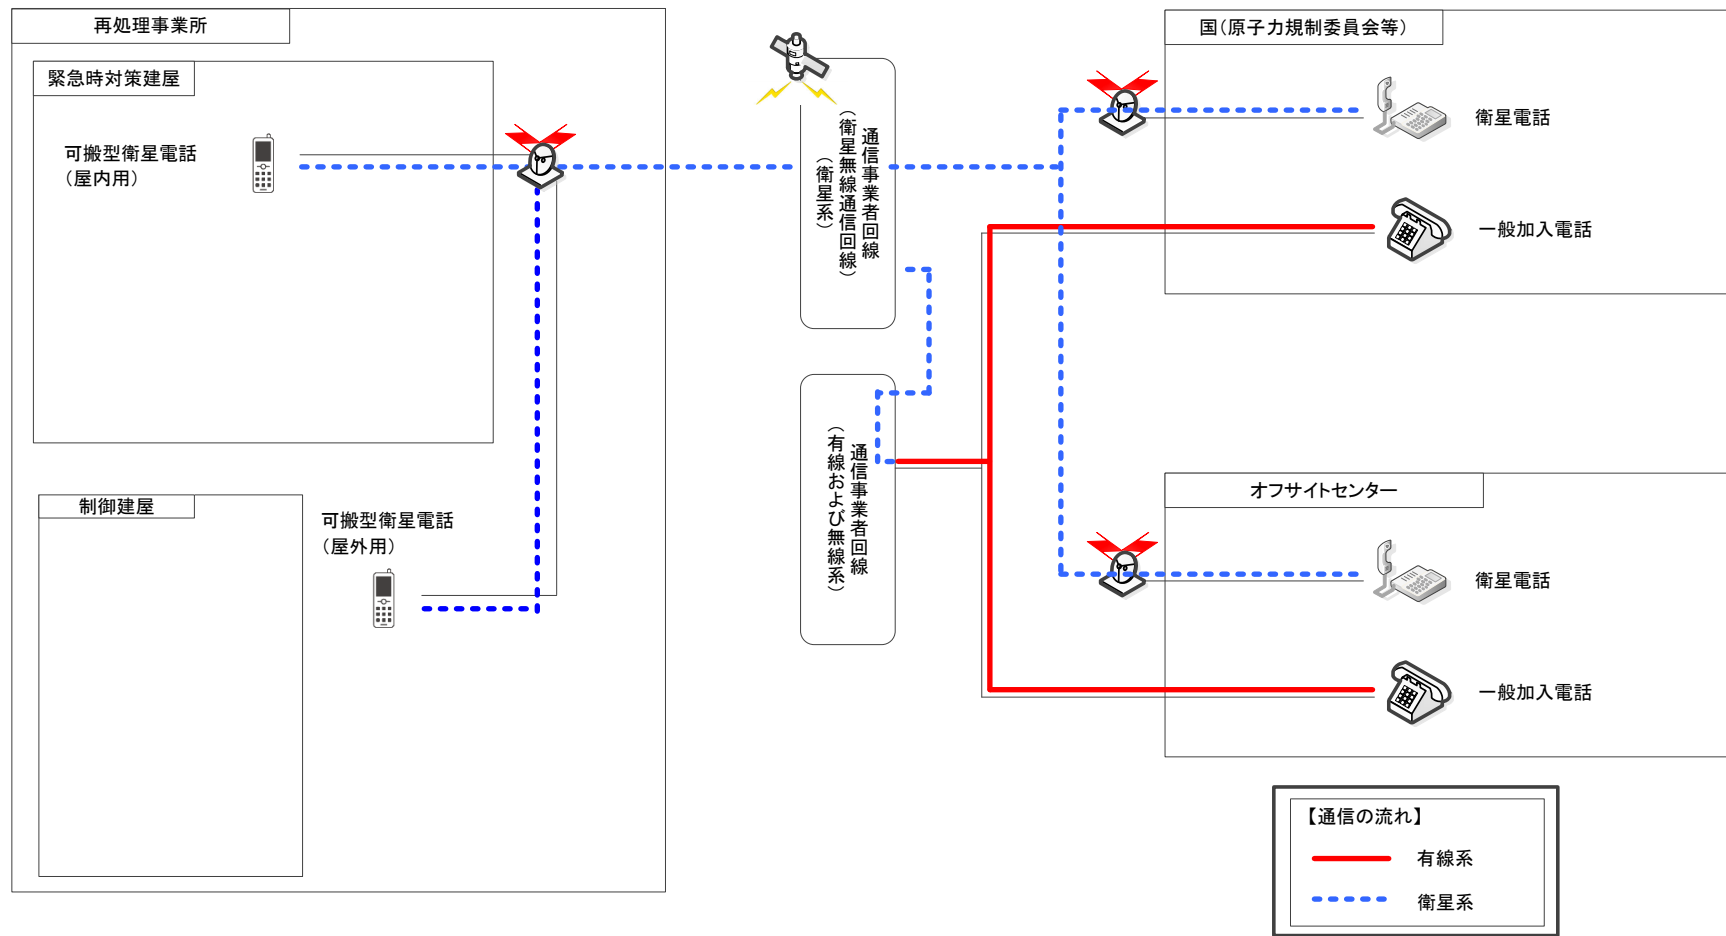 再処理事業所
緊急時対策建屋
可搬型衛星電話
（屋内用）
制御建屋
可搬型衛星電話
（屋外用）
通信事業者回線
（衛星無線通信回線）
（衛星系）
通信事業者回線
（有線および無線系）
国（原子力規制委員会等）
衛星電話
一般加入電話
オフサイトセンター
衛星電話
一般加入電話
【通信の流れ】
有線系
衛星系